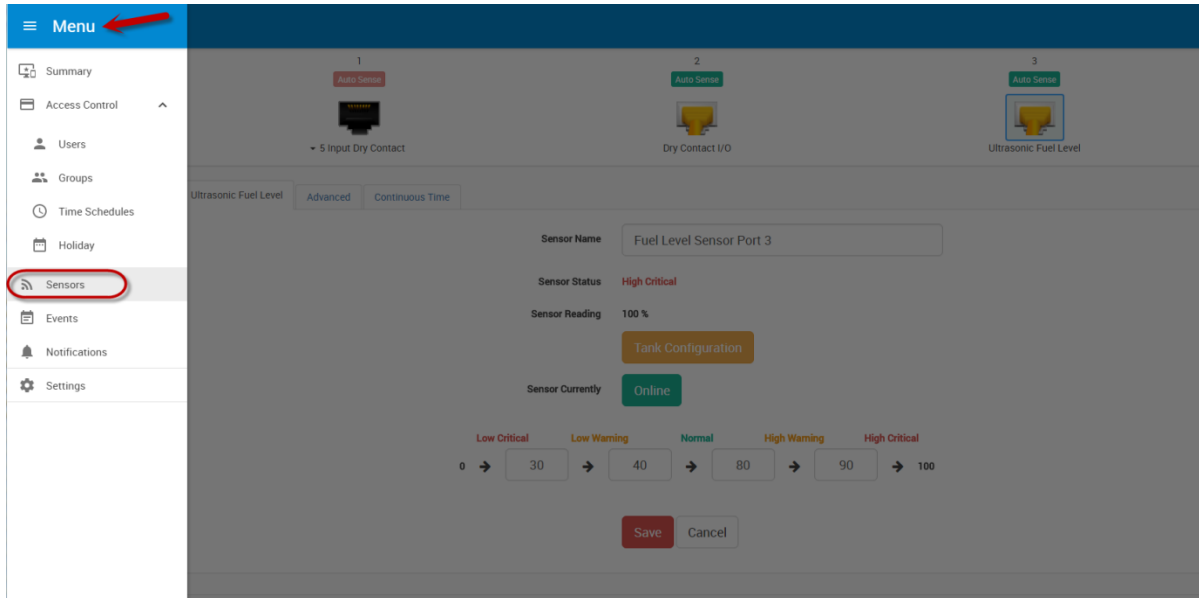 Menu
Summary
Access Control
Users
Groups
Time Schedules
Holiday
Sensors
Events
Notifications
Settings
1 2 3
Auto Sense Auto Sense Auto Sense
5 Input Dry Contact Dry Contact I/O Ultrasonic Fuel Level
Ultrasonic Fuel Level Advanced Continuous Time
Sensor Name Fuel Level Sensor Port 3
Sensor Status High Critical
Sensor Reading 100 %
Tank Configuration
Sensor Currently Online
Low Critical Low Warning Normal High Warning High Critical
0 30 40 80 90 100
Save Cancel